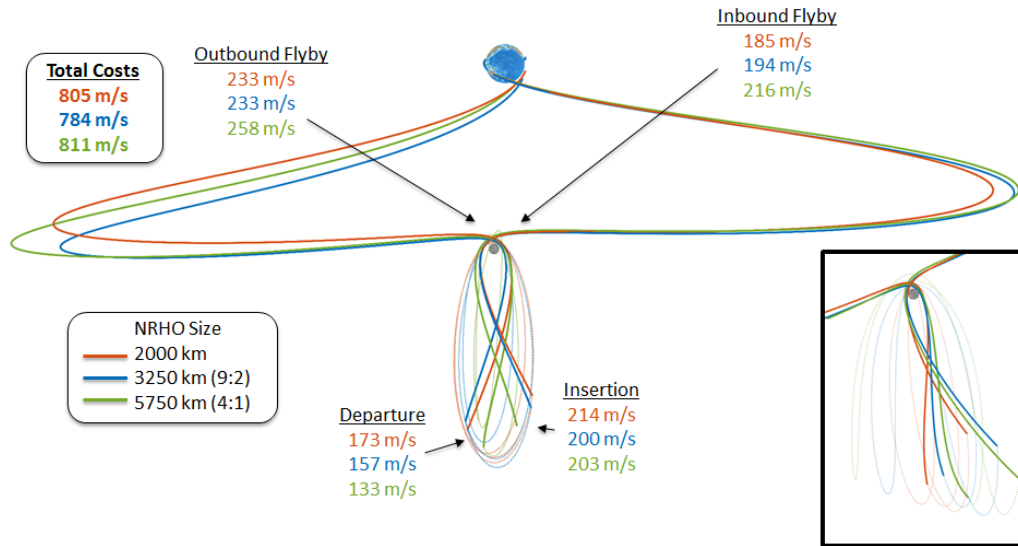 Total Costs
805 m/s
784 m/s
811 m/s
Outbound Flyby
233 m/s
233 m/s
258 m/s
Inbound Flyby
185 m/s
194 m/s
216 m/s
NRHO Size
2000 km
3250 km (9:2)
5750 km (4:1)
Departure
173 m/s
157 m/s
133 m/s
Insertion
214 m/s
200 m/s
203 m/s